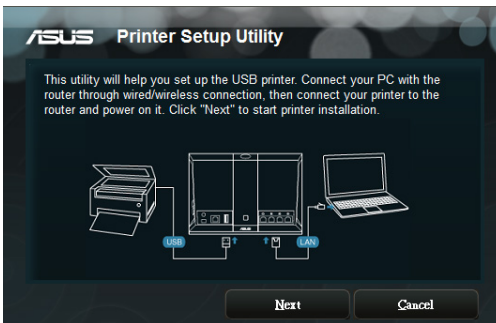 ASUS Printer Setup Utility
This utility will help you set up the USB printer. Connect your PC with the
router through wired/wireless connection, then connect your printer to the
router and power on it. Click "Next" to start printer installation.
ASUS
USB
LAN
Next
Cancel